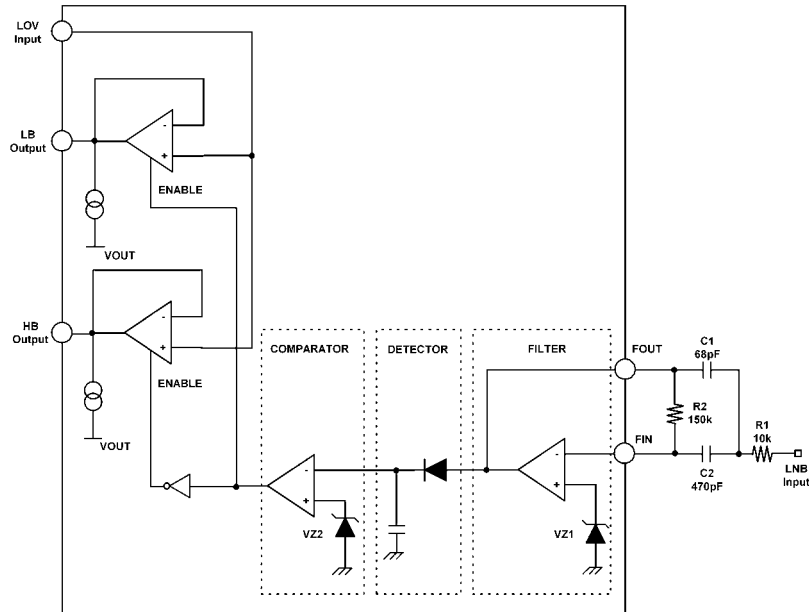 LOV
Input
-
+
LB
Output
ENABLE
VOUT
-
+
HB
Output
ENABLE
VOUT
COMPARATOR
DETECTOR
FILTER
FOUT
C1
68pF
R2
150k
R1
10k
FIN
C2
470pF
LNB
Input
-
+
VZ2
-
+
VZ1